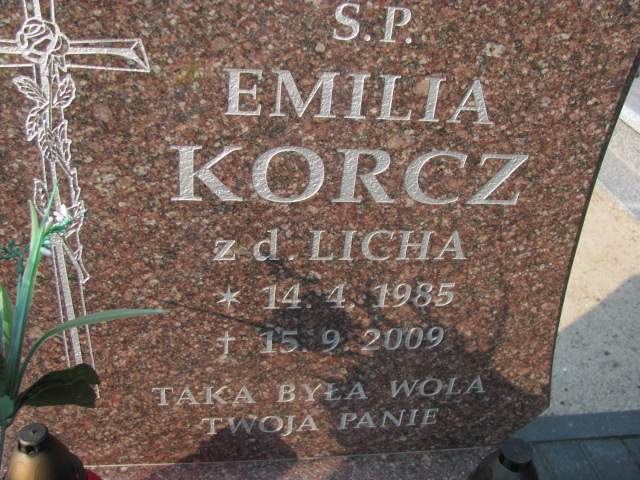 S.P.
EMILIA
KORCZ
z d. LICHA
* 14. 4. 1985
† 15. 9. 2009
TAKA BYŁA WOLA
TWOJA PANIE